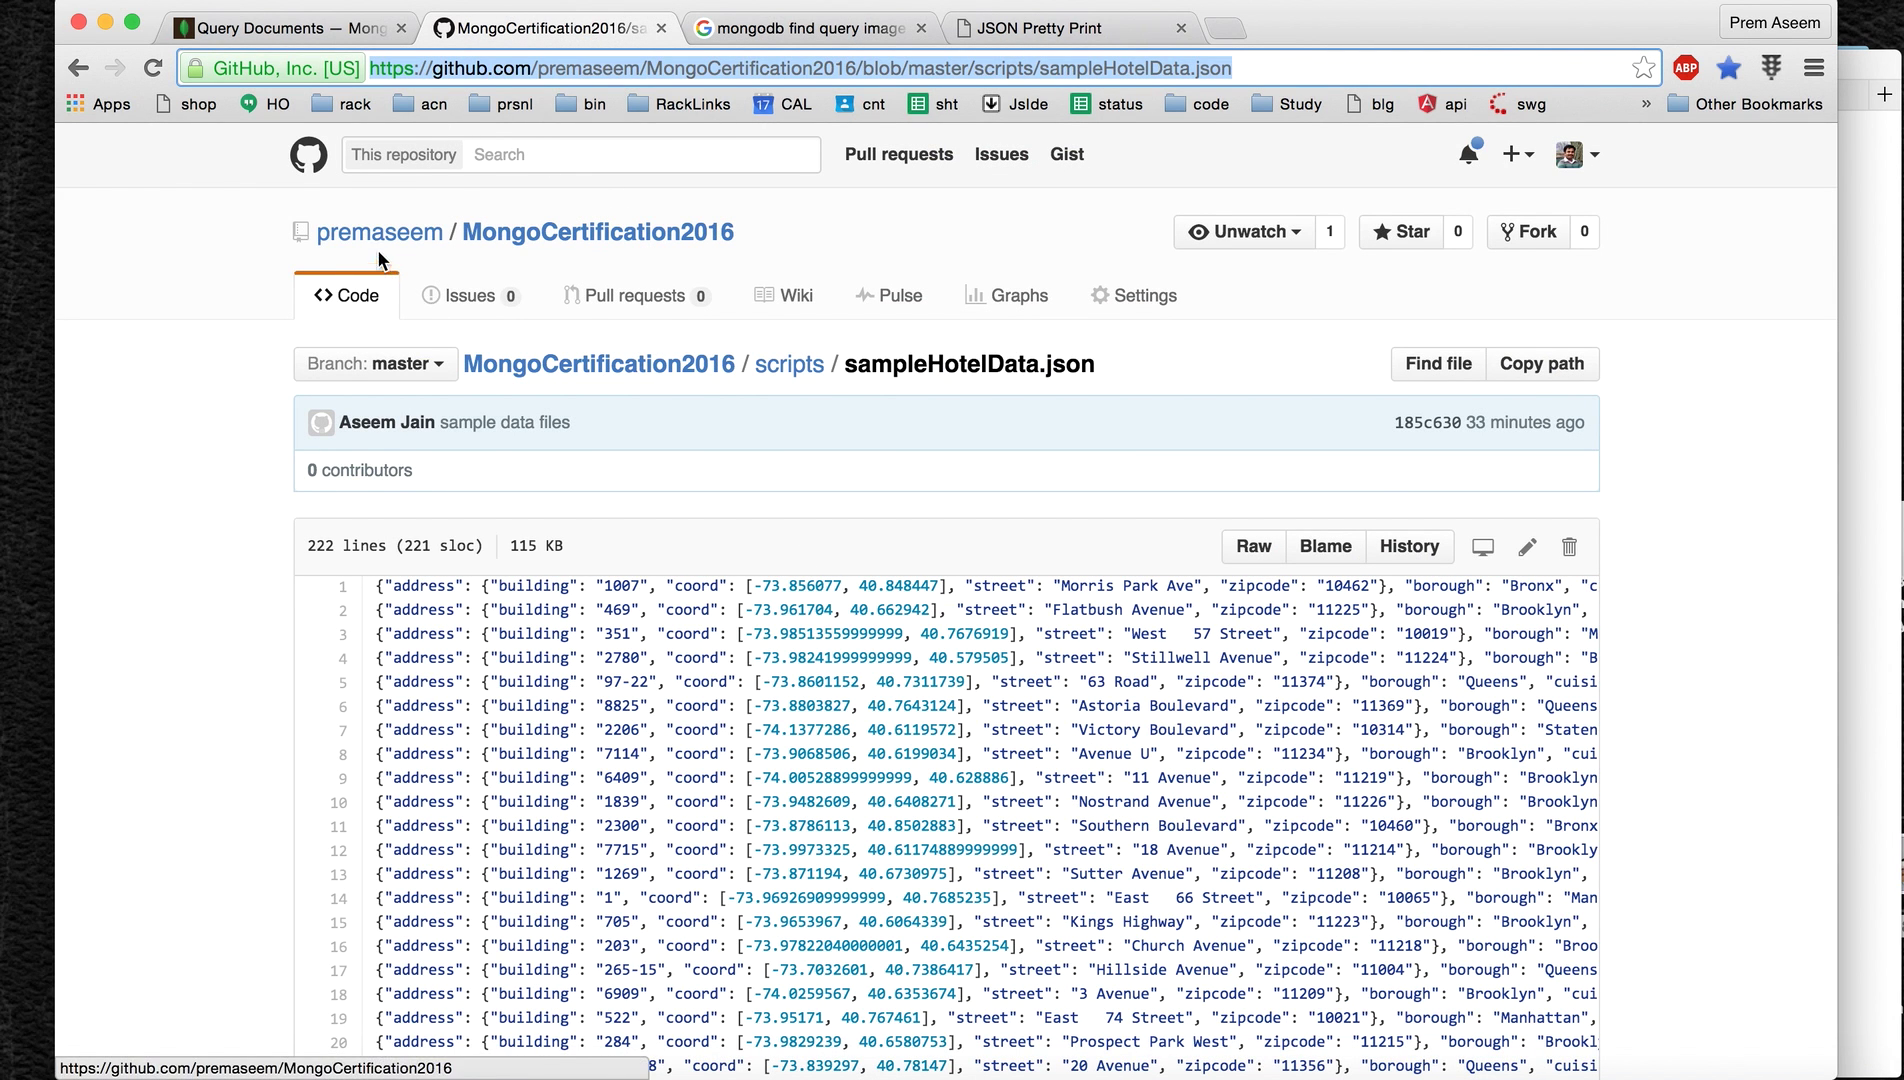 Query Documents — Mong
MongoCertification2016/sa
mongodb find query image
JSON Pretty Print
Prem Aseem
GitHub, Inc. [US] https://github.com/premaseem/MongoCertification2016/blob/master/scripts/sampleHotelData.json
ABP
Apps shop HO rack acn prsnl bin RackLinks 17 CAL cnt sht Jslde status code Study blg api swg » Other Bookmarks
This repository Search Pull requests Issues Gist
premaseem / MongoCertification2016
Unwatch 1 Star 0 Fork 0
Code Issues 0 Pull requests 0 Wiki Pulse Graphs Settings
Branch: master MongoCertification2016 / scripts / sampleHotelData.json Find file Copy path
Aseem Jain sample data files 185c630 33 minutes ago
0 contributors
222 lines (221 sloc) 115 KB Raw Blame History
1 {"address": {"building": "1007", "coord": [-73.856077, 40.848447], "street": "Morris Park Ave", "zipcode": "10462"}, "borough": "Bronx", "c
2 {"address": {"building": "469", "coord": [-73.961704, 40.662942], "street": "Flatbush Avenue", "zipcode": "11225"}, "borough": "Brooklyn",
3 {"address": {"building": "351", "coord": [-73.98513559999999, 40.7676919], "street": "West   57 Street", "zipcode": "10019"}, "borough": "M
4 {"address": {"building": "2780", "coord": [-73.98241999999999, 40.579505], "street": "Stillwell Avenue", "zipcode": "11224"}, "borough": "B
5 {"address": {"building": "97-22", "coord": [-73.8601152, 40.7311739], "street": "63 Road", "zipcode": "11374"}, "borough": "Queens", "cuisi
6 {"address": {"building": "8825", "coord": [-73.8803827, 40.7643124], "street": "Astoria Boulevard", "zipcode": "11369"}, "borough": "Queens
7 {"address": {"building": "2206", "coord": [-74.1377286, 40.6119572], "street": "Victory Boulevard", "zipcode": "10314"}, "borough": "Staten
8 {"address": {"building": "7114", "coord": [-73.9068506, 40.6199034], "street": "Avenue U", "zipcode": "11234"}, "borough": "Brooklyn", "cui
9 {"address": {"building": "6409", "coord": [-74.00528899999999, 40.628886], "street": "11 Avenue", "zipcode": "11219"}, "borough": "Brooklyn
10 {"address": {"building": "1839", "coord": [-73.9482609, 40.6408271], "street": "Nostrand Avenue", "zipcode": "11226"}, "borough": "Brooklyn
11 {"address": {"building": "2300", "coord": [-73.8786113, 40.8502883], "street": "Southern Boulevard", "zipcode": "10460"}, "borough": "Bronx
12 {"address": {"building": "7715", "coord": [-73.9973325, 40.61174889999999], "street": "18 Avenue", "zipcode": "11214"}, "borough": "Brookly
13 {"address": {"building": "1269", "coord": [-73.871194, 40.6730975], "street": "Sutter Avenue", "zipcode": "11208"}, "borough": "Brooklyn",
14 {"address": {"building": "1", "coord": [-73.96926909999999, 40.7685235], "street": "East   66 Street", "zipcode": "10065"}, "borough": "Man
15 {"address": {"building": "705", "coord": [-73.9653967, 40.6064339], "street": "Kings Highway", "zipcode": "11223"}, "borough": "Brooklyn",
16 {"address": {"building": "203", "coord": [-73.97822040000001, 40.6435254], "street": "Church Avenue", "zipcode": "11218"}, "borough": "Broo
17 {"address": {"building": "265-15", "coord": [-73.7032601, 40.7386417], "street": "Hillside Avenue", "zipcode": "11004"}, "borough": "Queens
18 {"address": {"building": "6909", "coord": [-74.0259567, 40.6353674], "street": "3 Avenue", "zipcode": "11209"}, "borough": "Brooklyn", "cui
19 {"address": {"building": "522", "coord": [-73.95171, 40.767461], "street": "East   74 Street", "zipcode": "10021"}, "borough": "Manhattan",
20 {"address": {"building": "284", "coord": [-73.9829239, 40.6580753], "street": "Prospect Park West", "zipcode": "11215"}, "borough": "Brookl
https://github.com/premaseem/MongoCertification2016 8", "coord": [-73.839297, 40.78147], "street": "20 Avenue", "zipcode": "11356"}, "borough": "Queens", "cuisi